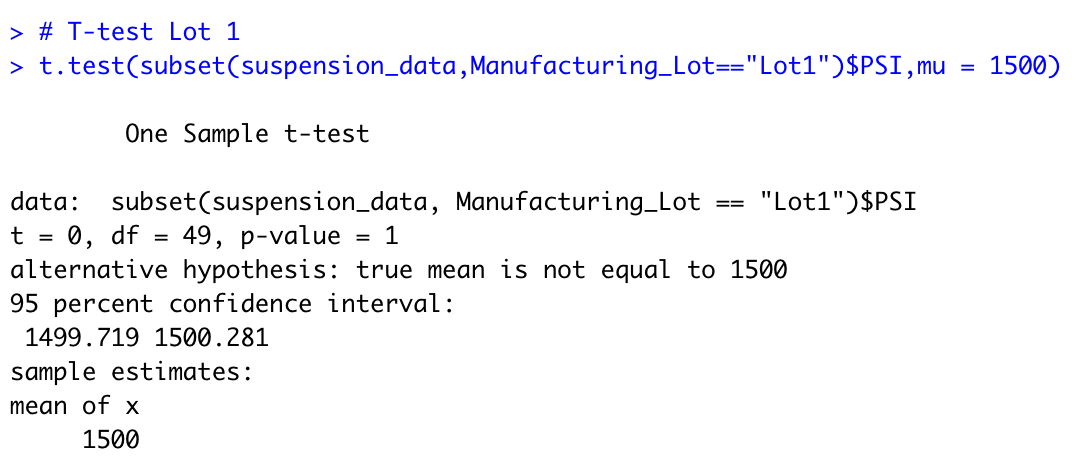 > # T-test Lot 1
> t.test(subset(suspension_data,Manufacturing_Lot=="Lot1")$PSI,mu = 1500)
One Sample t-test
data:  subset(suspension_data, Manufacturing_Lot == "Lot1")$PSI
t = 0, df = 49, p-value = 1
alternative hypothesis: true mean is not equal to 1500
95 percent confidence interval:
1499.719 1500.281
sample estimates:
mean of x
1500